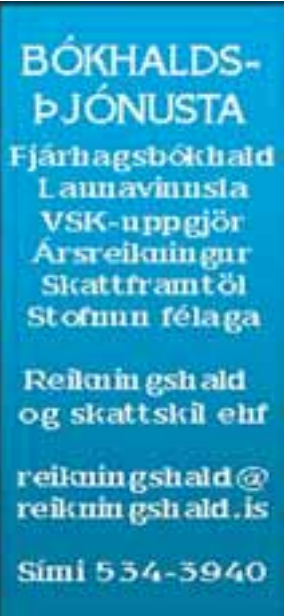 BÓKHALDS-
ÞJÓNUSTA
Fjárhagsbókhald
Launavinnsla
VSK-uppgjör
Ársreikningur
Skattframtöl
Stofnun félaga
Reikningshald
og skattskil ehf
reikningshald@
reikningshald.is
Sími 534-3940